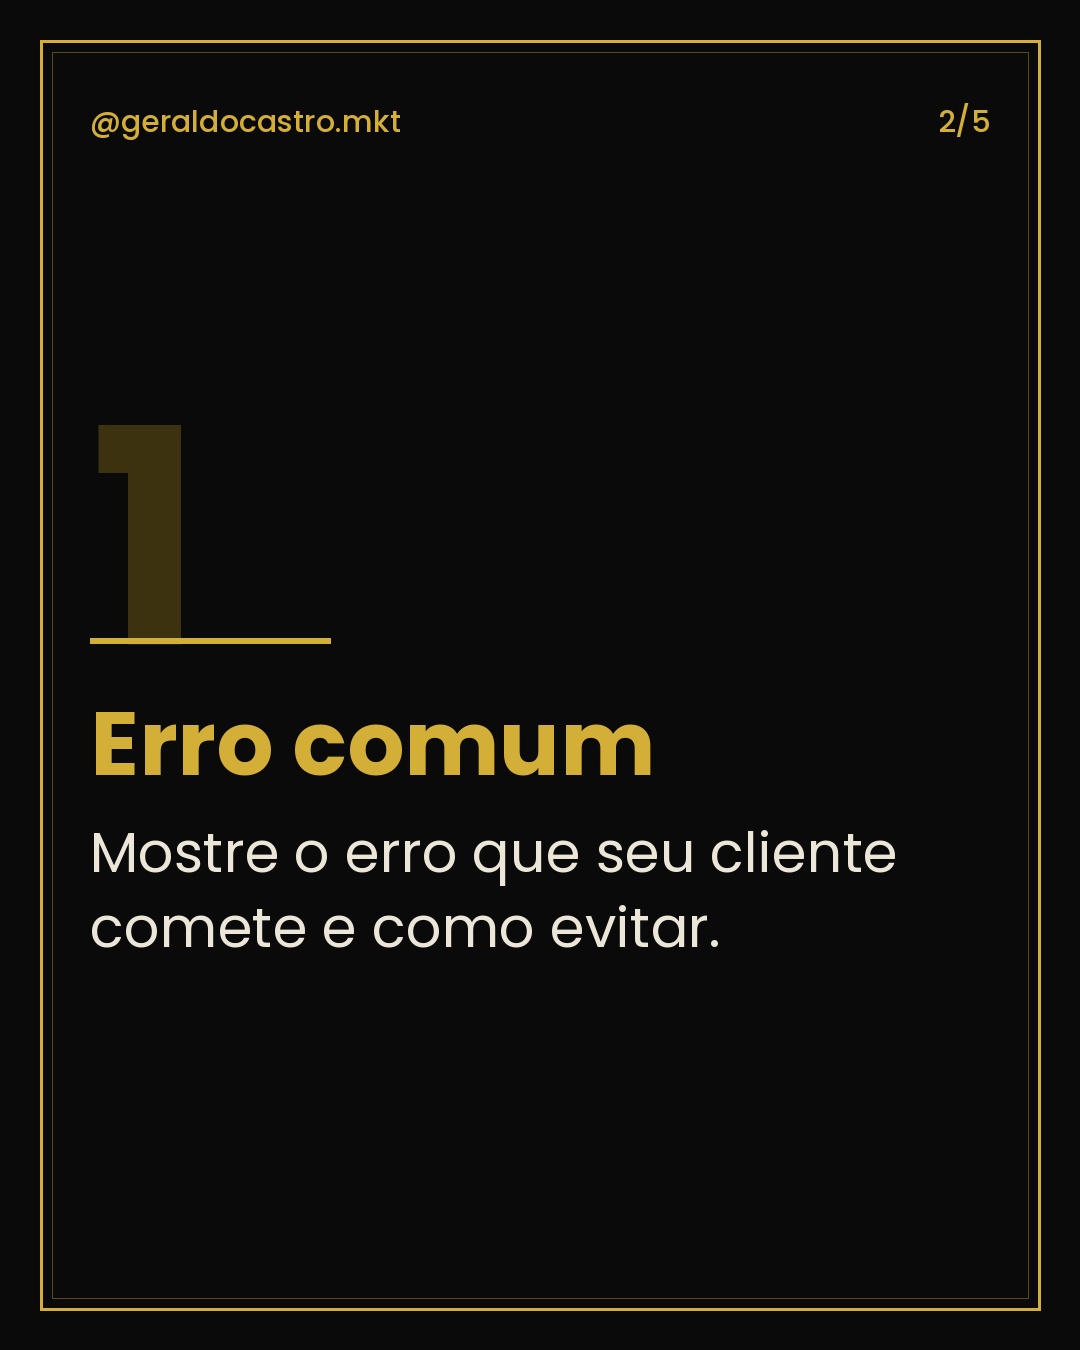 @geraldocastro.mkt
2/5
1
Erro comum
Mostre o erro que seu cliente
comete e como evitar.